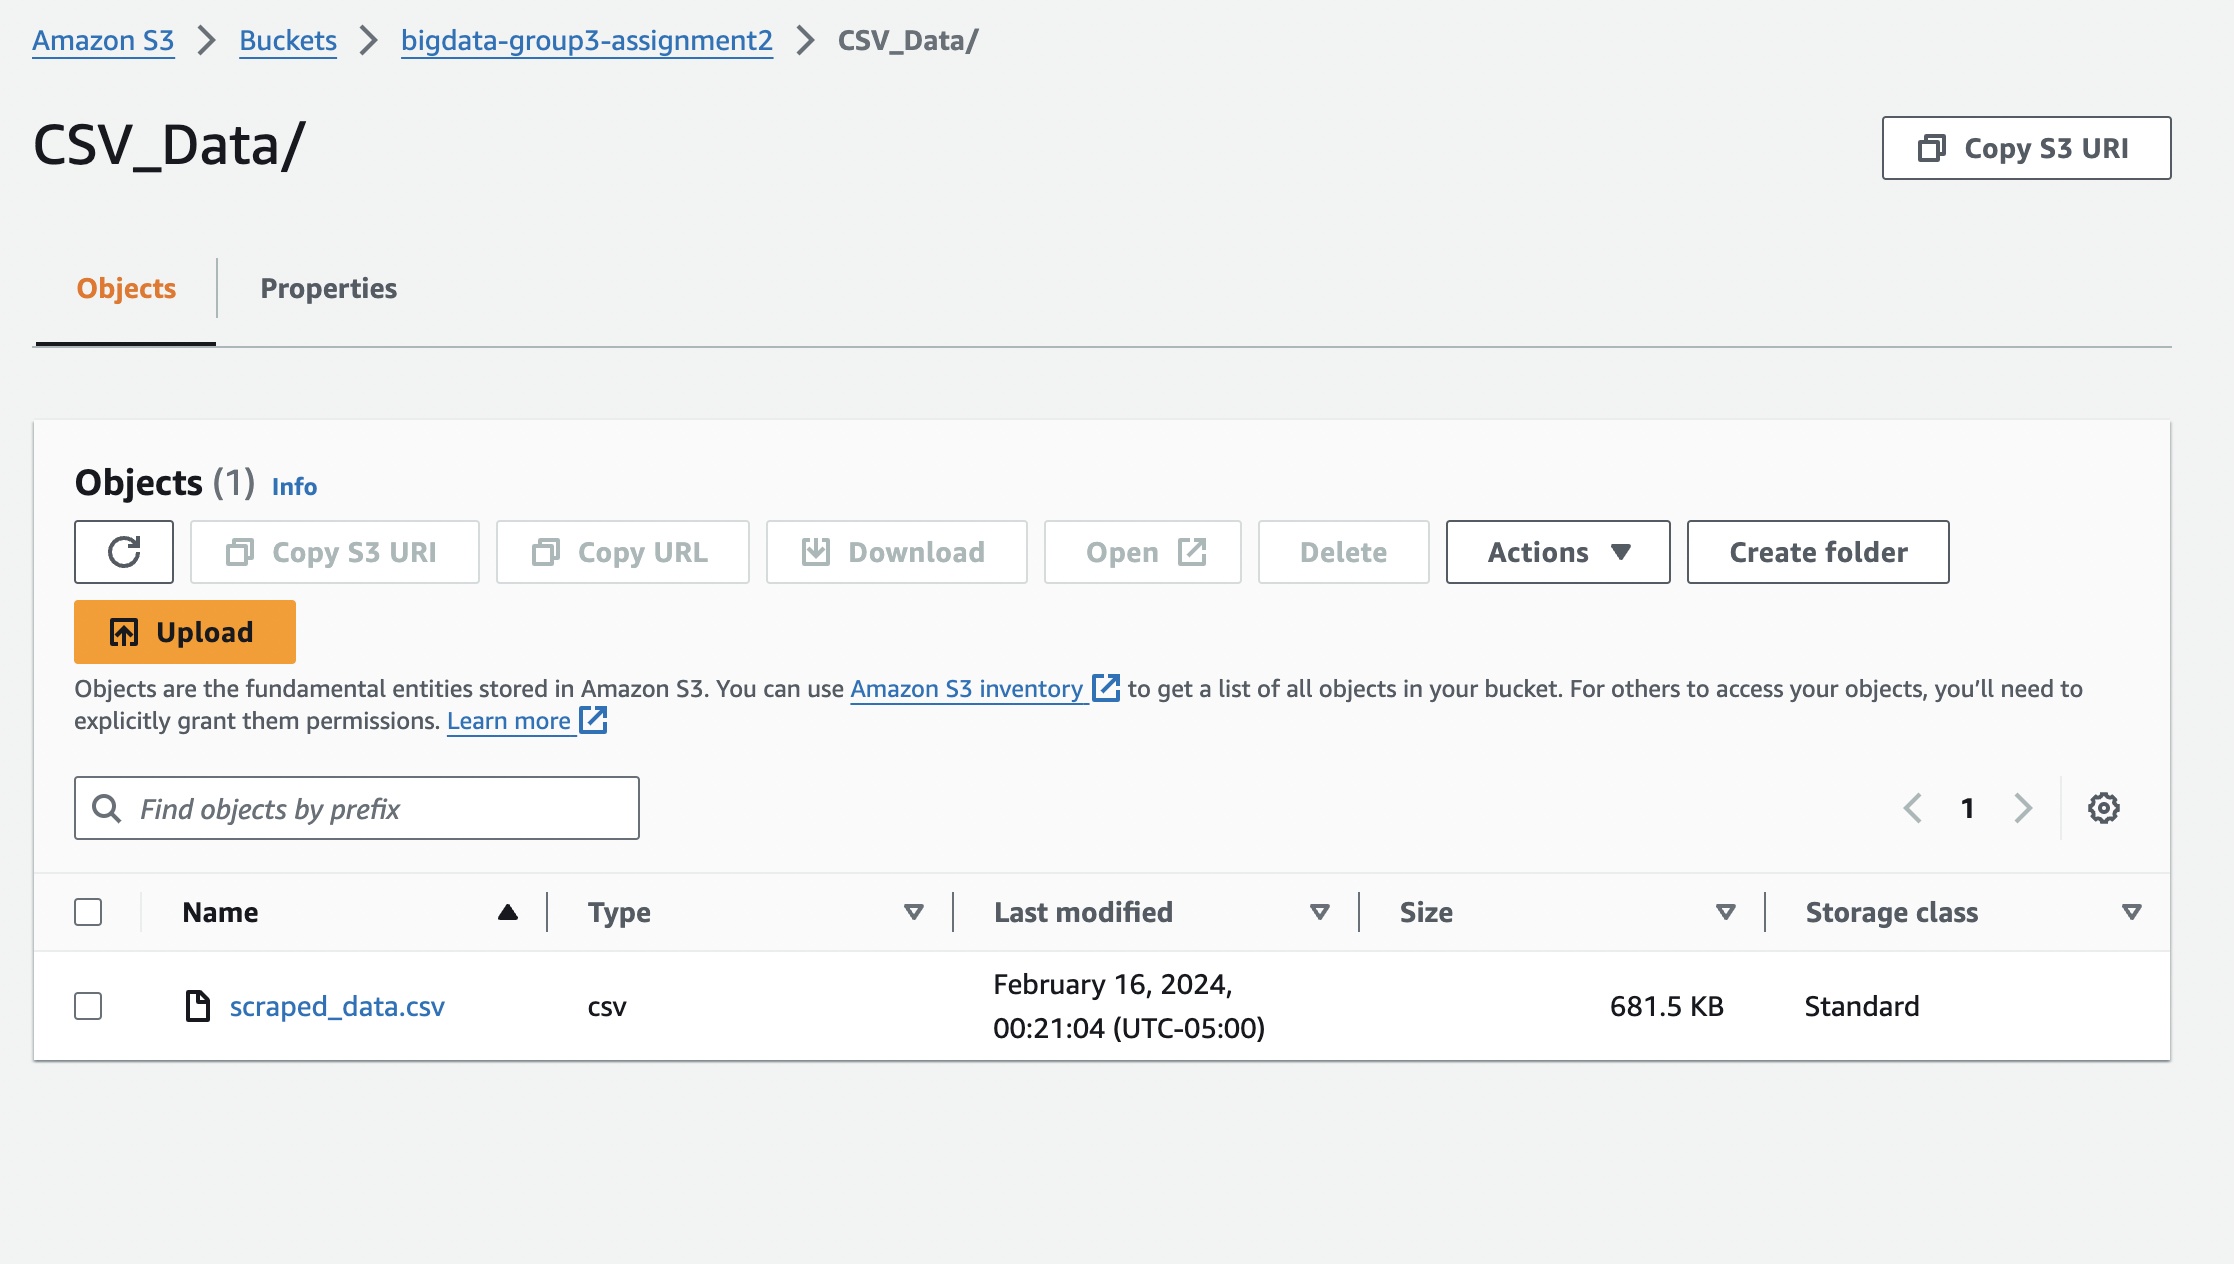 Amazon S3 > Buckets > bigdata-group3-assignment2 > CSV_Data/
CSV_Data/
Copy S3 URI
Objects
Properties
Objects (1) Info
Copy S3 URI
Copy URL
Download
Open
Delete
Actions
Create folder
Upload
Objects are the fundamental entities stored in Amazon S3. You can use Amazon S3 inventory to get a list of all objects in your bucket. For others to access your objects, you’ll need to
explicitly grant them permissions. Learn more
Find objects by prefix
1
Name Type Last modified Size Storage class
scraped_data.csv csv February 16, 2024, 681.5 KB Standard
00:21:04 (UTC-05:00)